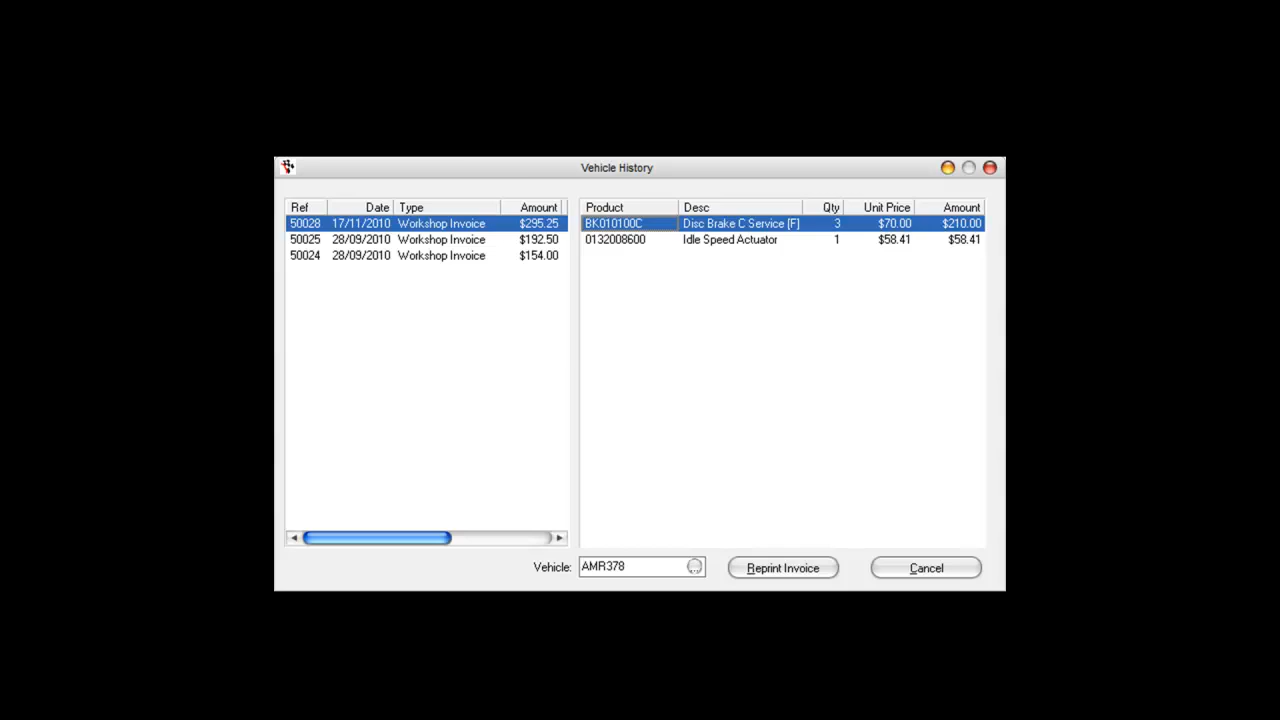 Vehicle History
Ref Date Type Amount
50028 17/11/2010 Workshop Invoice $295.25
50025 28/09/2010 Workshop Invoice $192.50
50024 28/09/2010 Workshop Invoice $154.00
Product Desc Qty Unit Price Amount
BK010100C Disc Brake C Service [F] 3 $70.00 $210.00
0132008600 Idle Speed Actuator 1 $58.41 $58.41
Vehicle: AMR378 Reprint Invoice Cancel